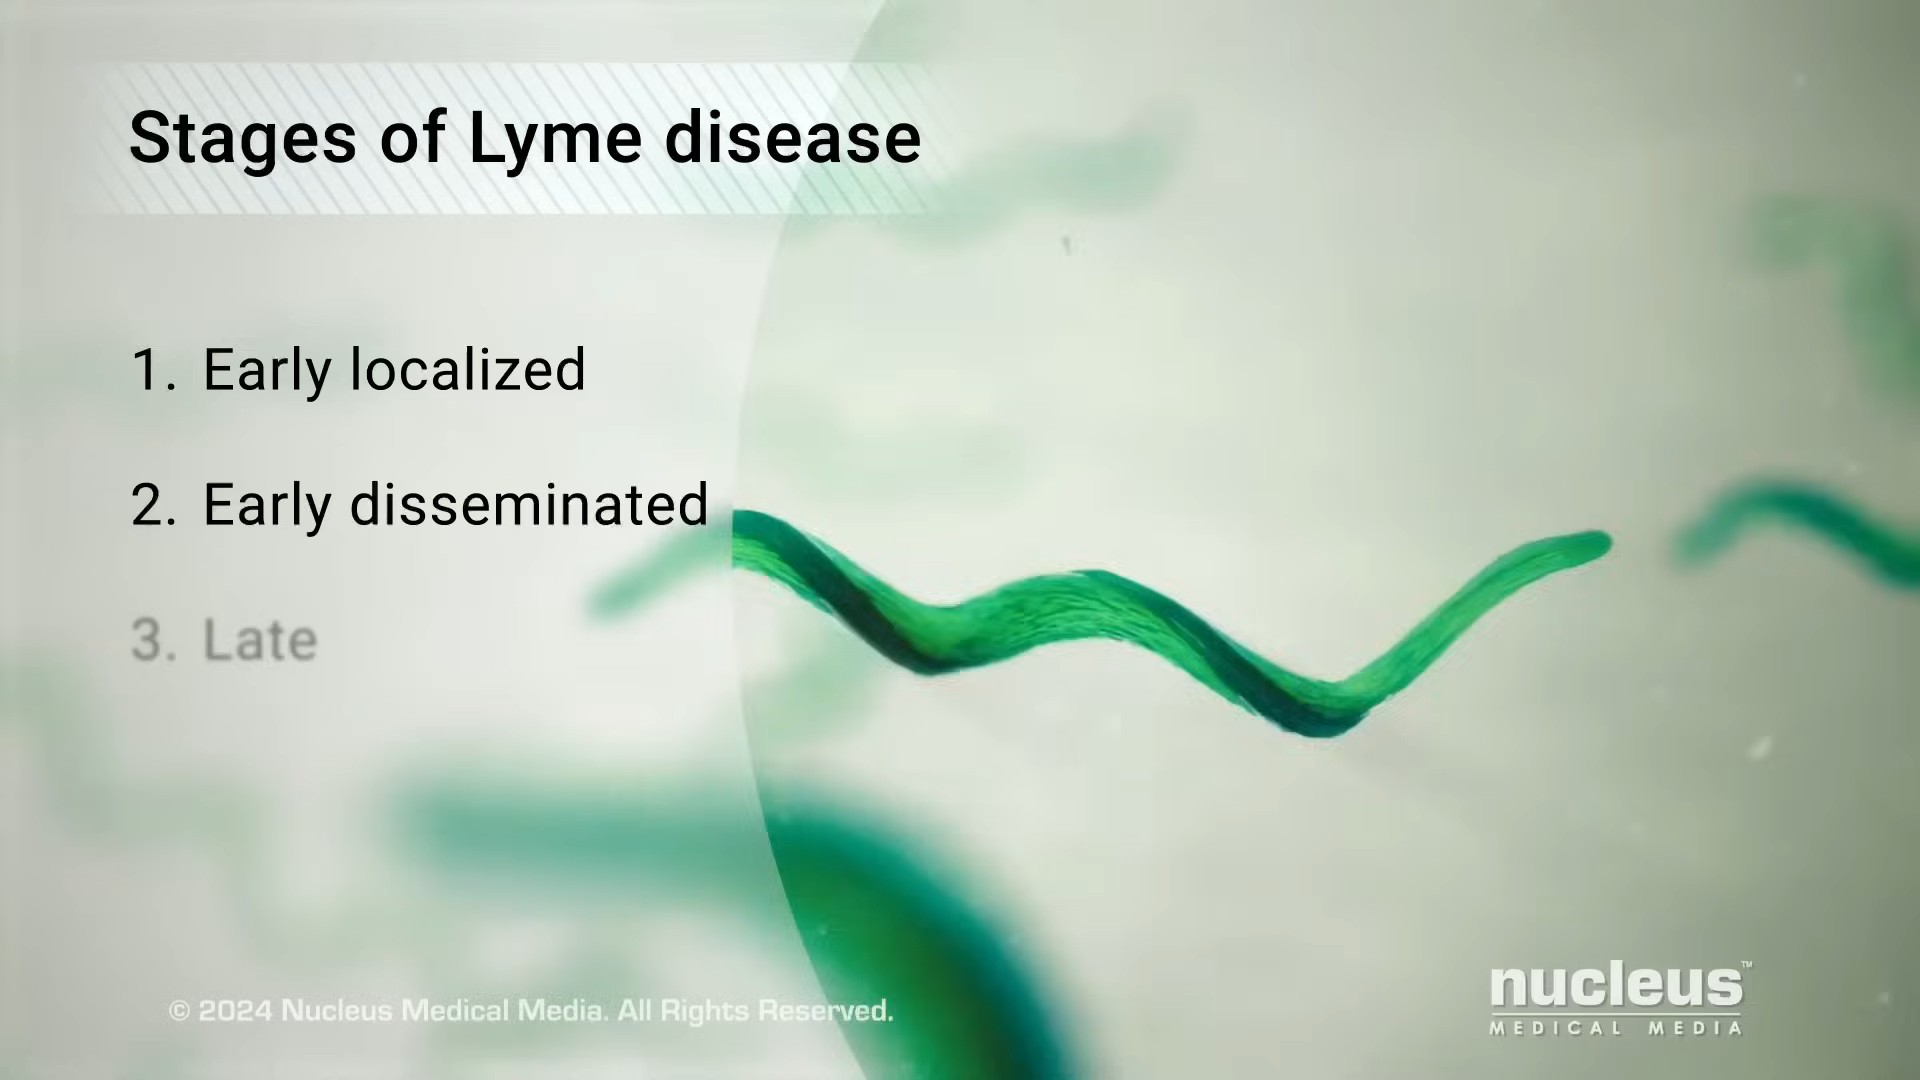 Stages of Lyme disease
1. Early localized
2. Early disseminated
3. Late
© 2024 Nucleus Medical Media. All Rights Reserved.
nucleus™
MEDICAL MEDIA